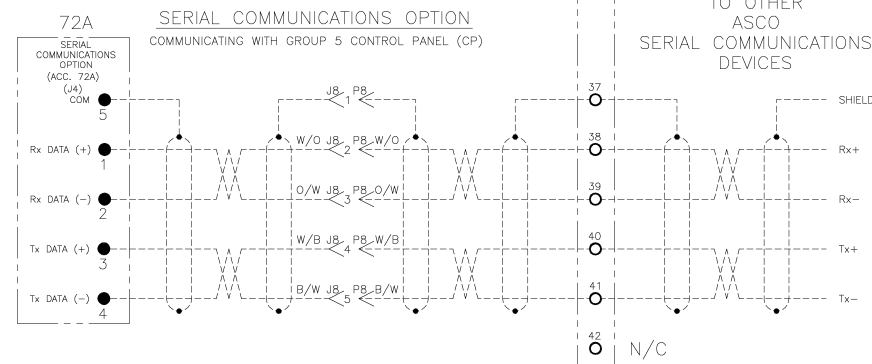 TO OTHER
ASCO
SERIAL COMMUNICATIONS
DEVICES
72A
SERIAL COMMUNICATIONS OPTION
COMMUNICATING WITH GROUP 5 CONTROL PANEL (CP)
SERIAL
COMMUNICATIONS
OPTION
(ACC. 72A)
(J4)
COM
5
J8 P8
1
37
SHIELD
Rx DATA (+)
1
W/O J8 P8 W/O
2
38
Rx+
Rx DATA (-)
2
O/W J8 P8 O/W
3
39
Rx-
Tx DATA (+)
3
W/B J8 P8 W/B
4
40
Tx+
Tx DATA (-)
4
B/W J8 P8 B/W
5
41
Tx-
42
N/C